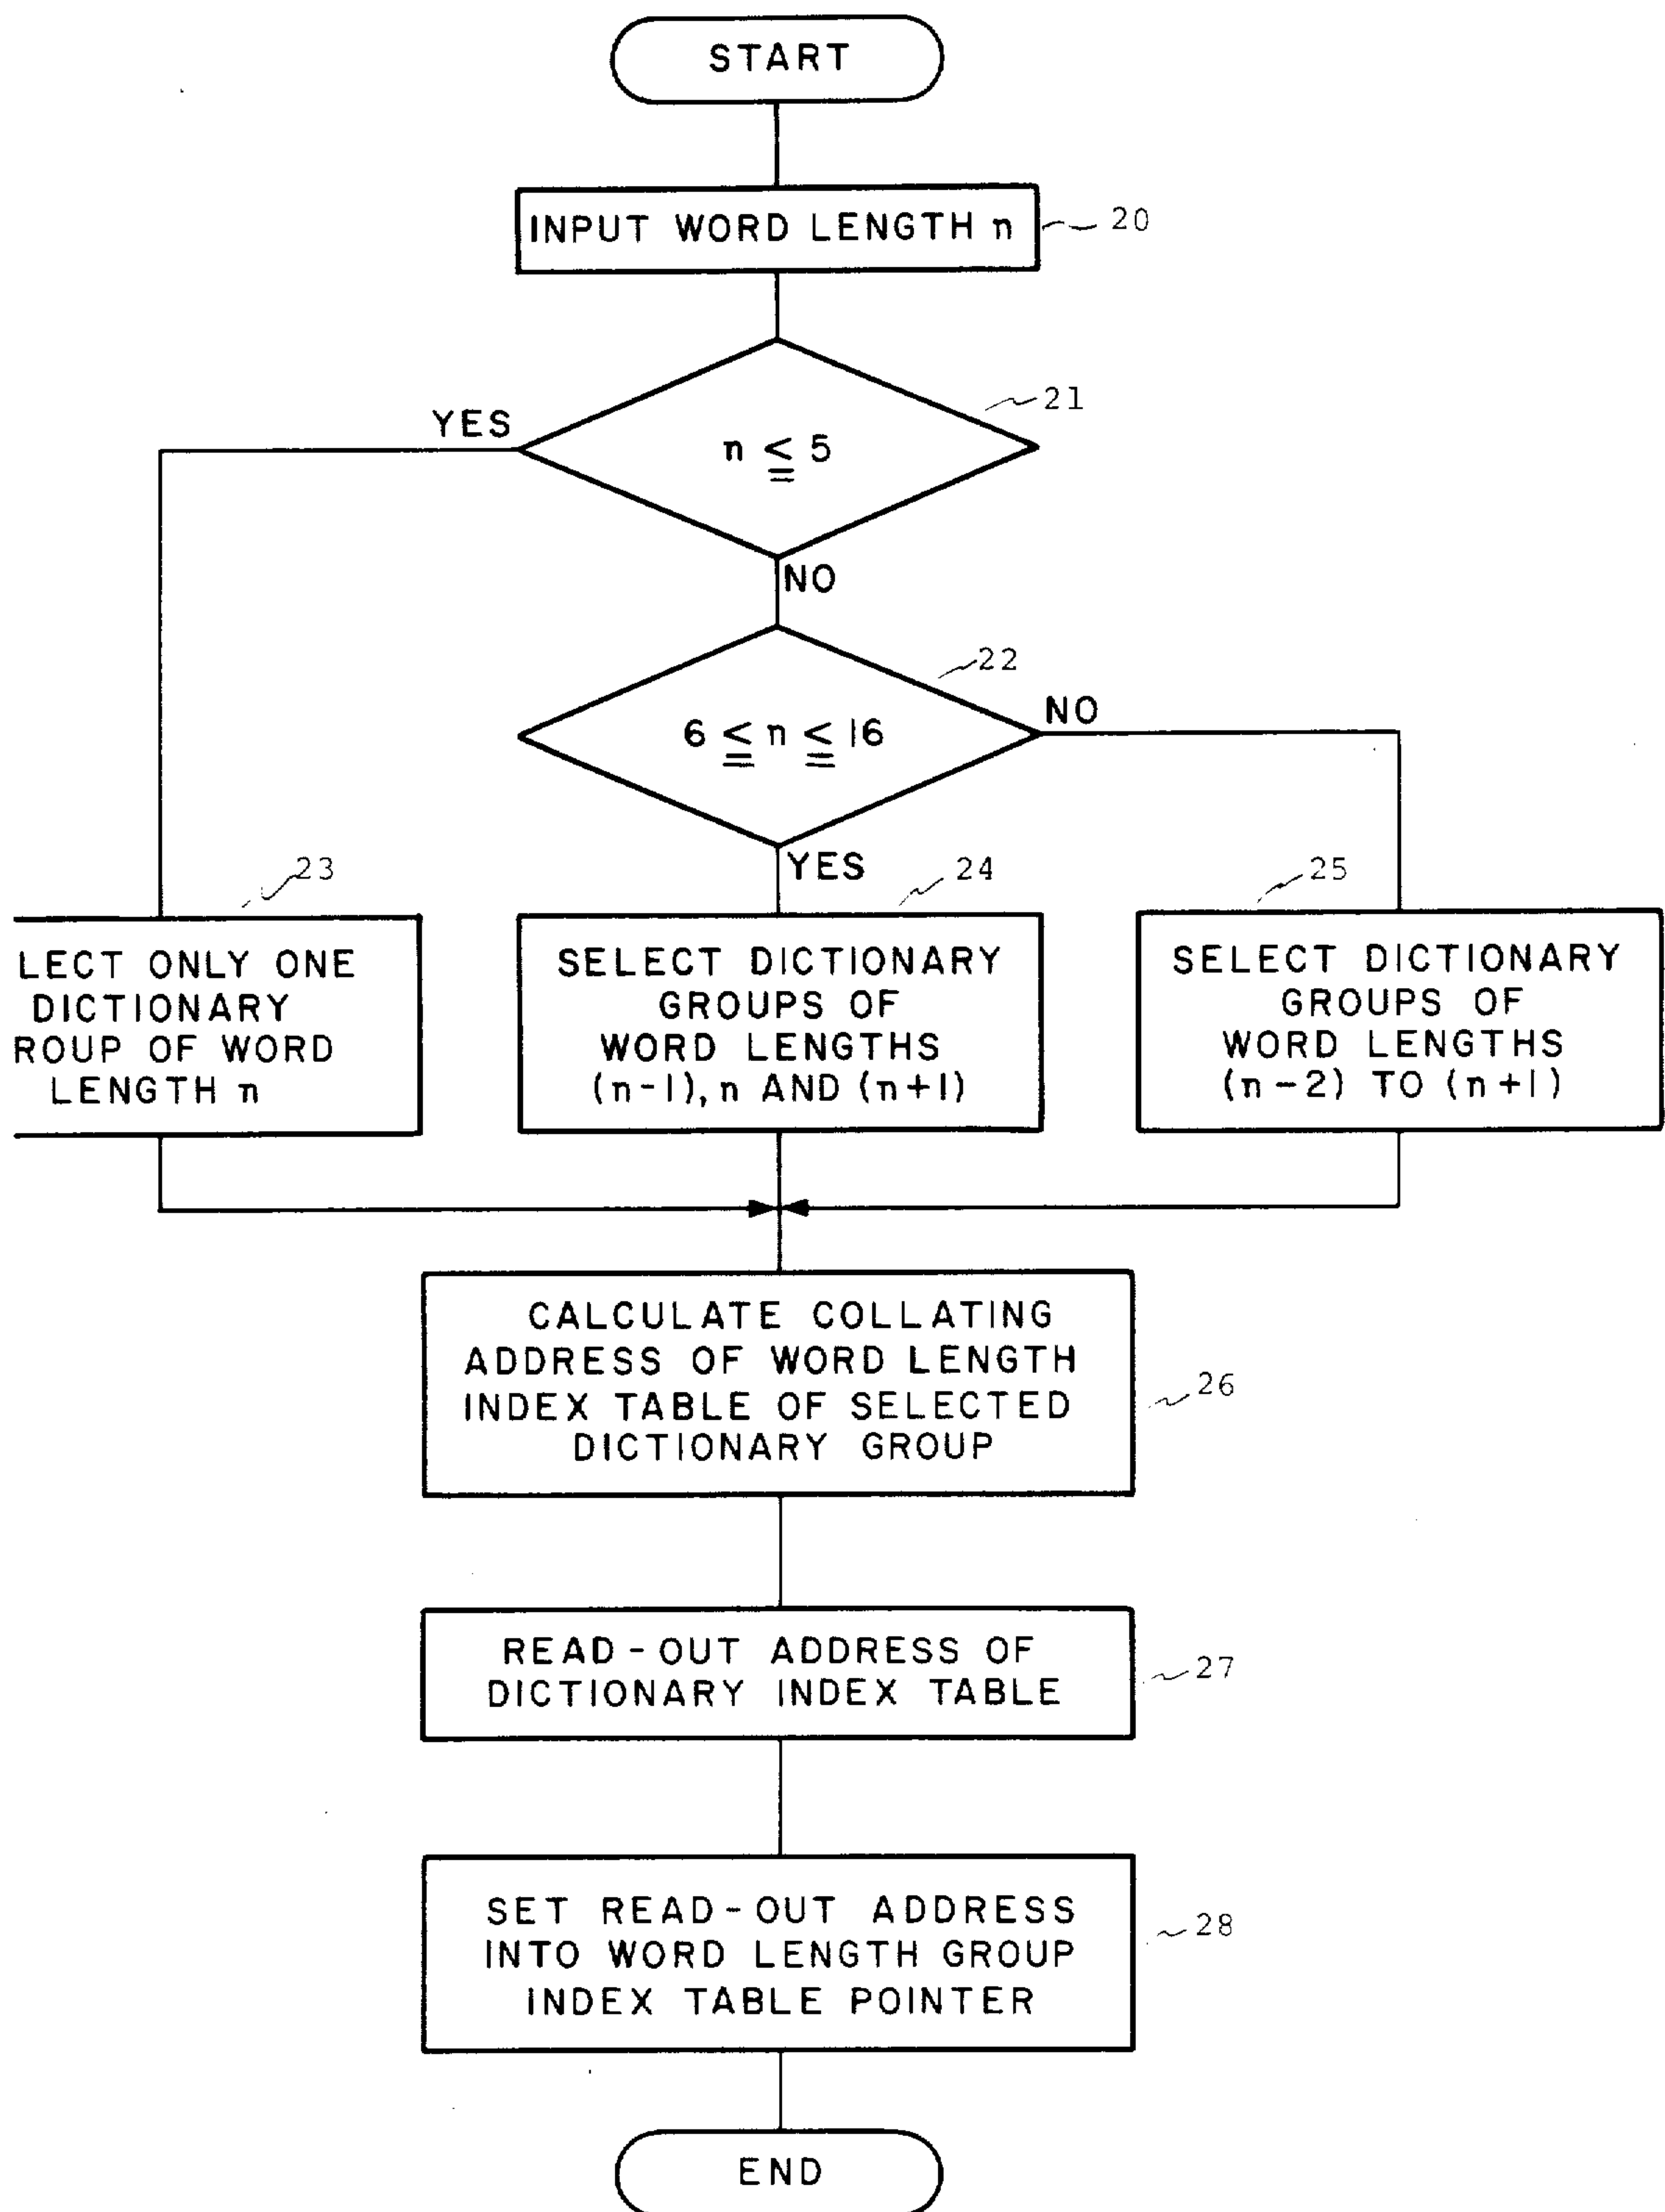 START
INPUT WORD LENGTH n
20
21
YES
n ≦ 5
NO
22
NO
6 ≦ n ≦ 16
YES
23
24
25
LECT ONLY ONE
DICTIONARY
ROUP OF WORD
LENGTH n
SELECT DICTIONARY
GROUPS OF
WORD LENGTHS
(n-1), n AND (n+1)
SELECT DICTIONARY
GROUPS OF
WORD LENGTHS
(n-2) TO (n+1)
CALCULATE COLLATING
ADDRESS OF WORD LENGTH
INDEX TABLE OF SELECTED
DICTIONARY GROUP
26
READ-OUT ADDRESS OF
DICTIONARY INDEX TABLE
27
SET READ-OUT ADDRESS
INTO WORD LENGTH GROUP
INDEX TABLE POINTER
28
END